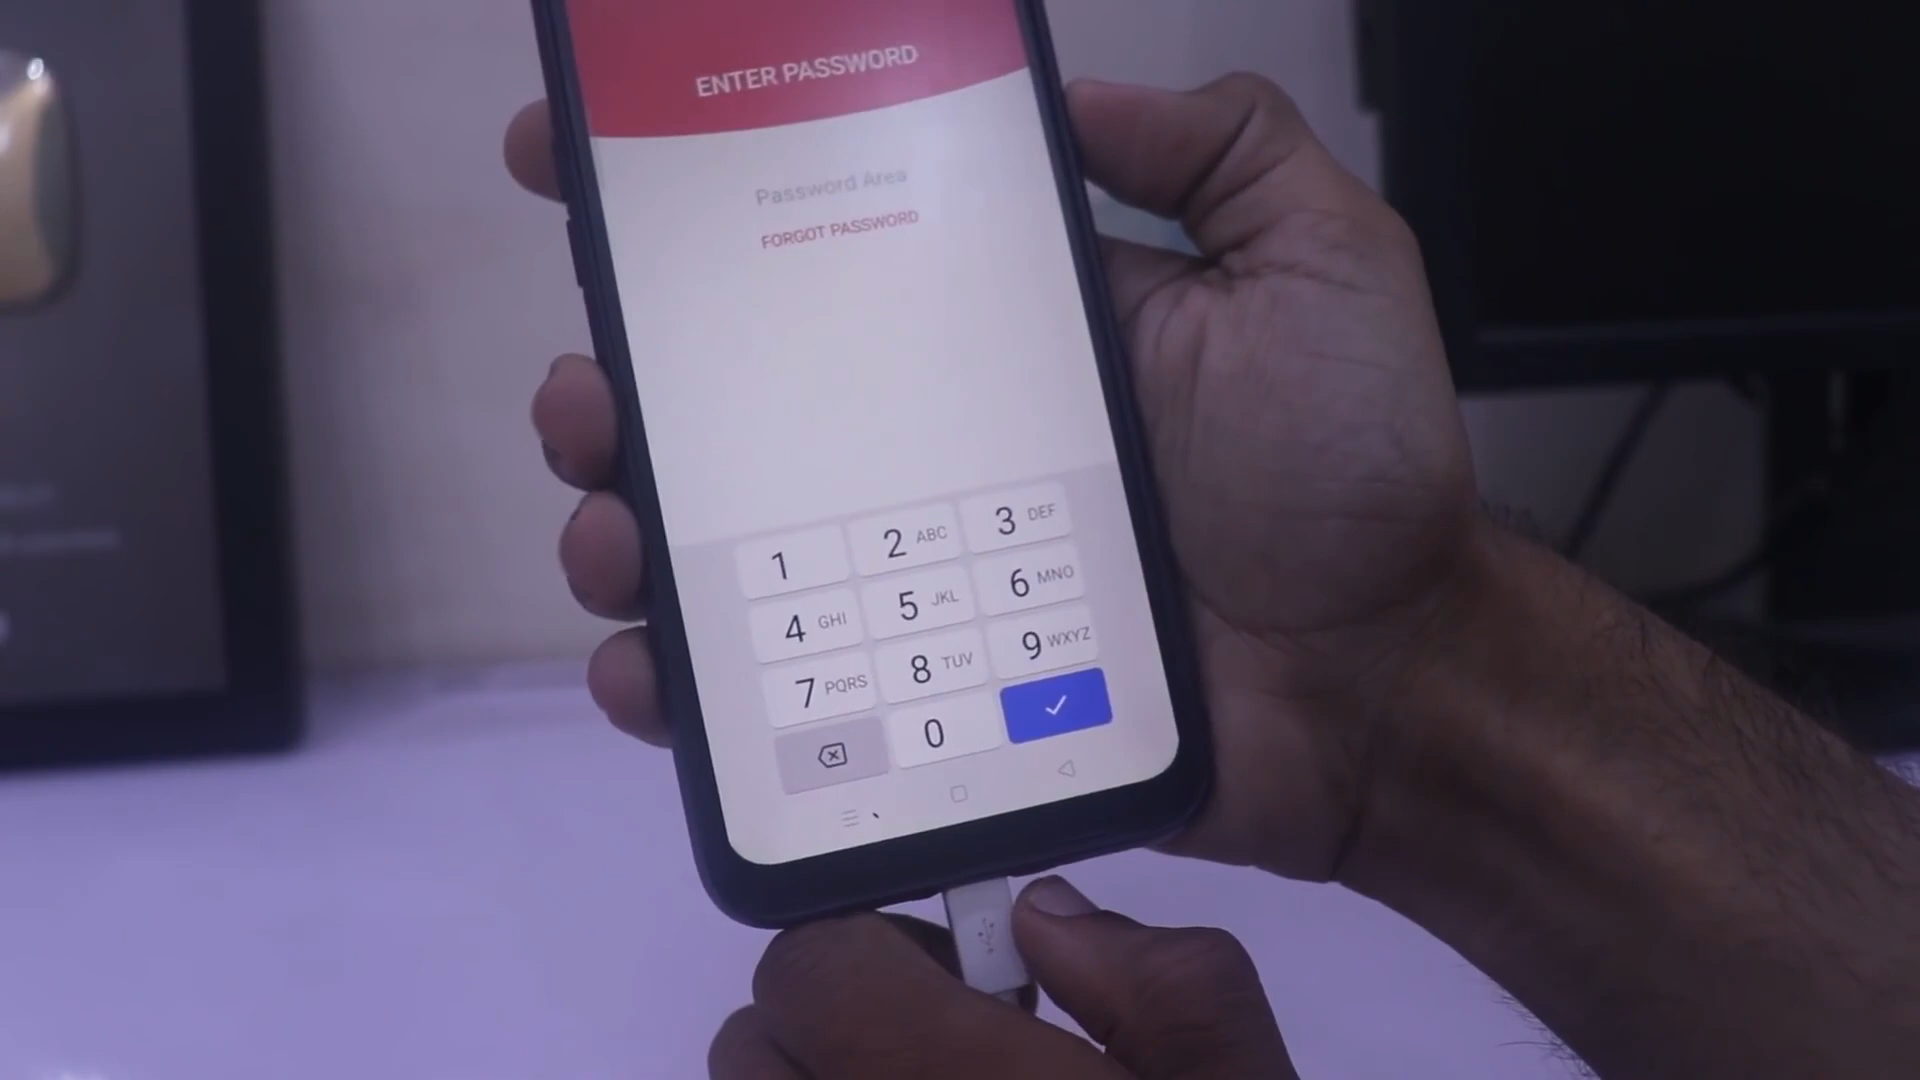 ENTER PASSWORD
Password Area
FORGOT PASSWORD
1 2 ABC 3 DEF
4 GHI 5 JKL 6 MNO
7 PQRS 8 TUV 9 WXYZ
0